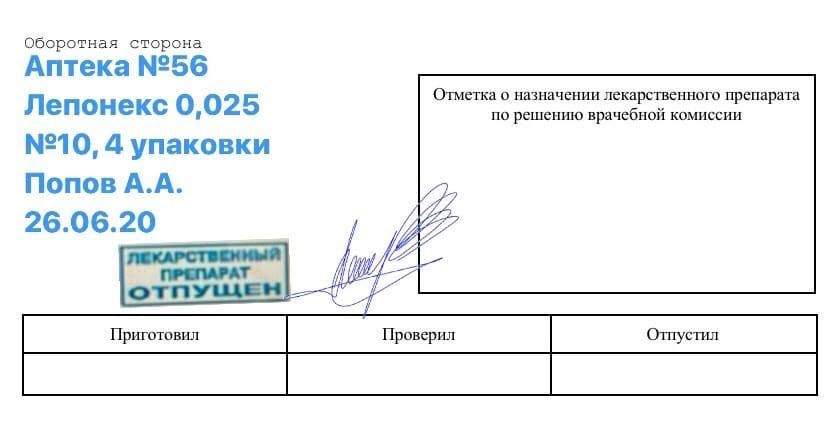 Оборотная сторона
Аптека №56
Лепонекс 0,025
№10, 4 упаковки
Попов А.А.
26.06.20
Отметка о назначении лекарственного препарата
по решению врачебной комиссии
ЛЕКАРСТВЕННЫЙ
ПРЕПАРАТ
ОТПУЩЕН
Приготовил
Проверил
Отпустил